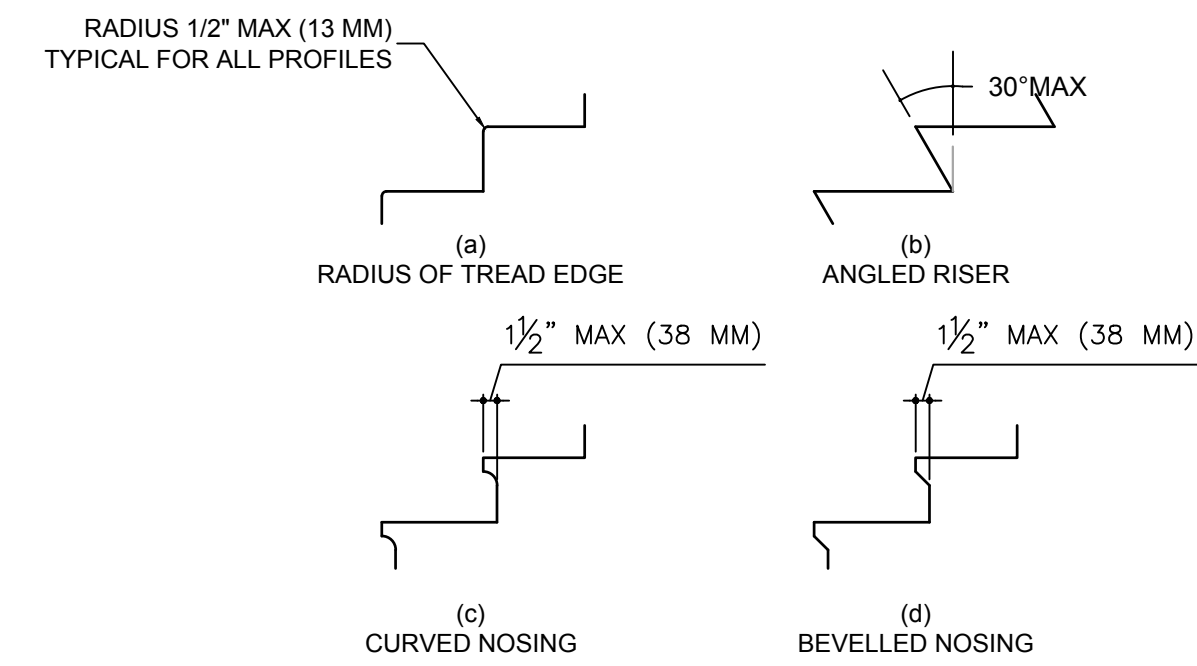 RADIUS 1/2" MAX (13 MM)
TYPICAL FOR ALL PROFILES
30°MAX
(a)
RADIUS OF TREAD EDGE
(b)
ANGLED RISER
1½” MAX (38 MM)
1½” MAX (38 MM)
(c)
CURVED NOSING
(d)
BEVELLED NOSING